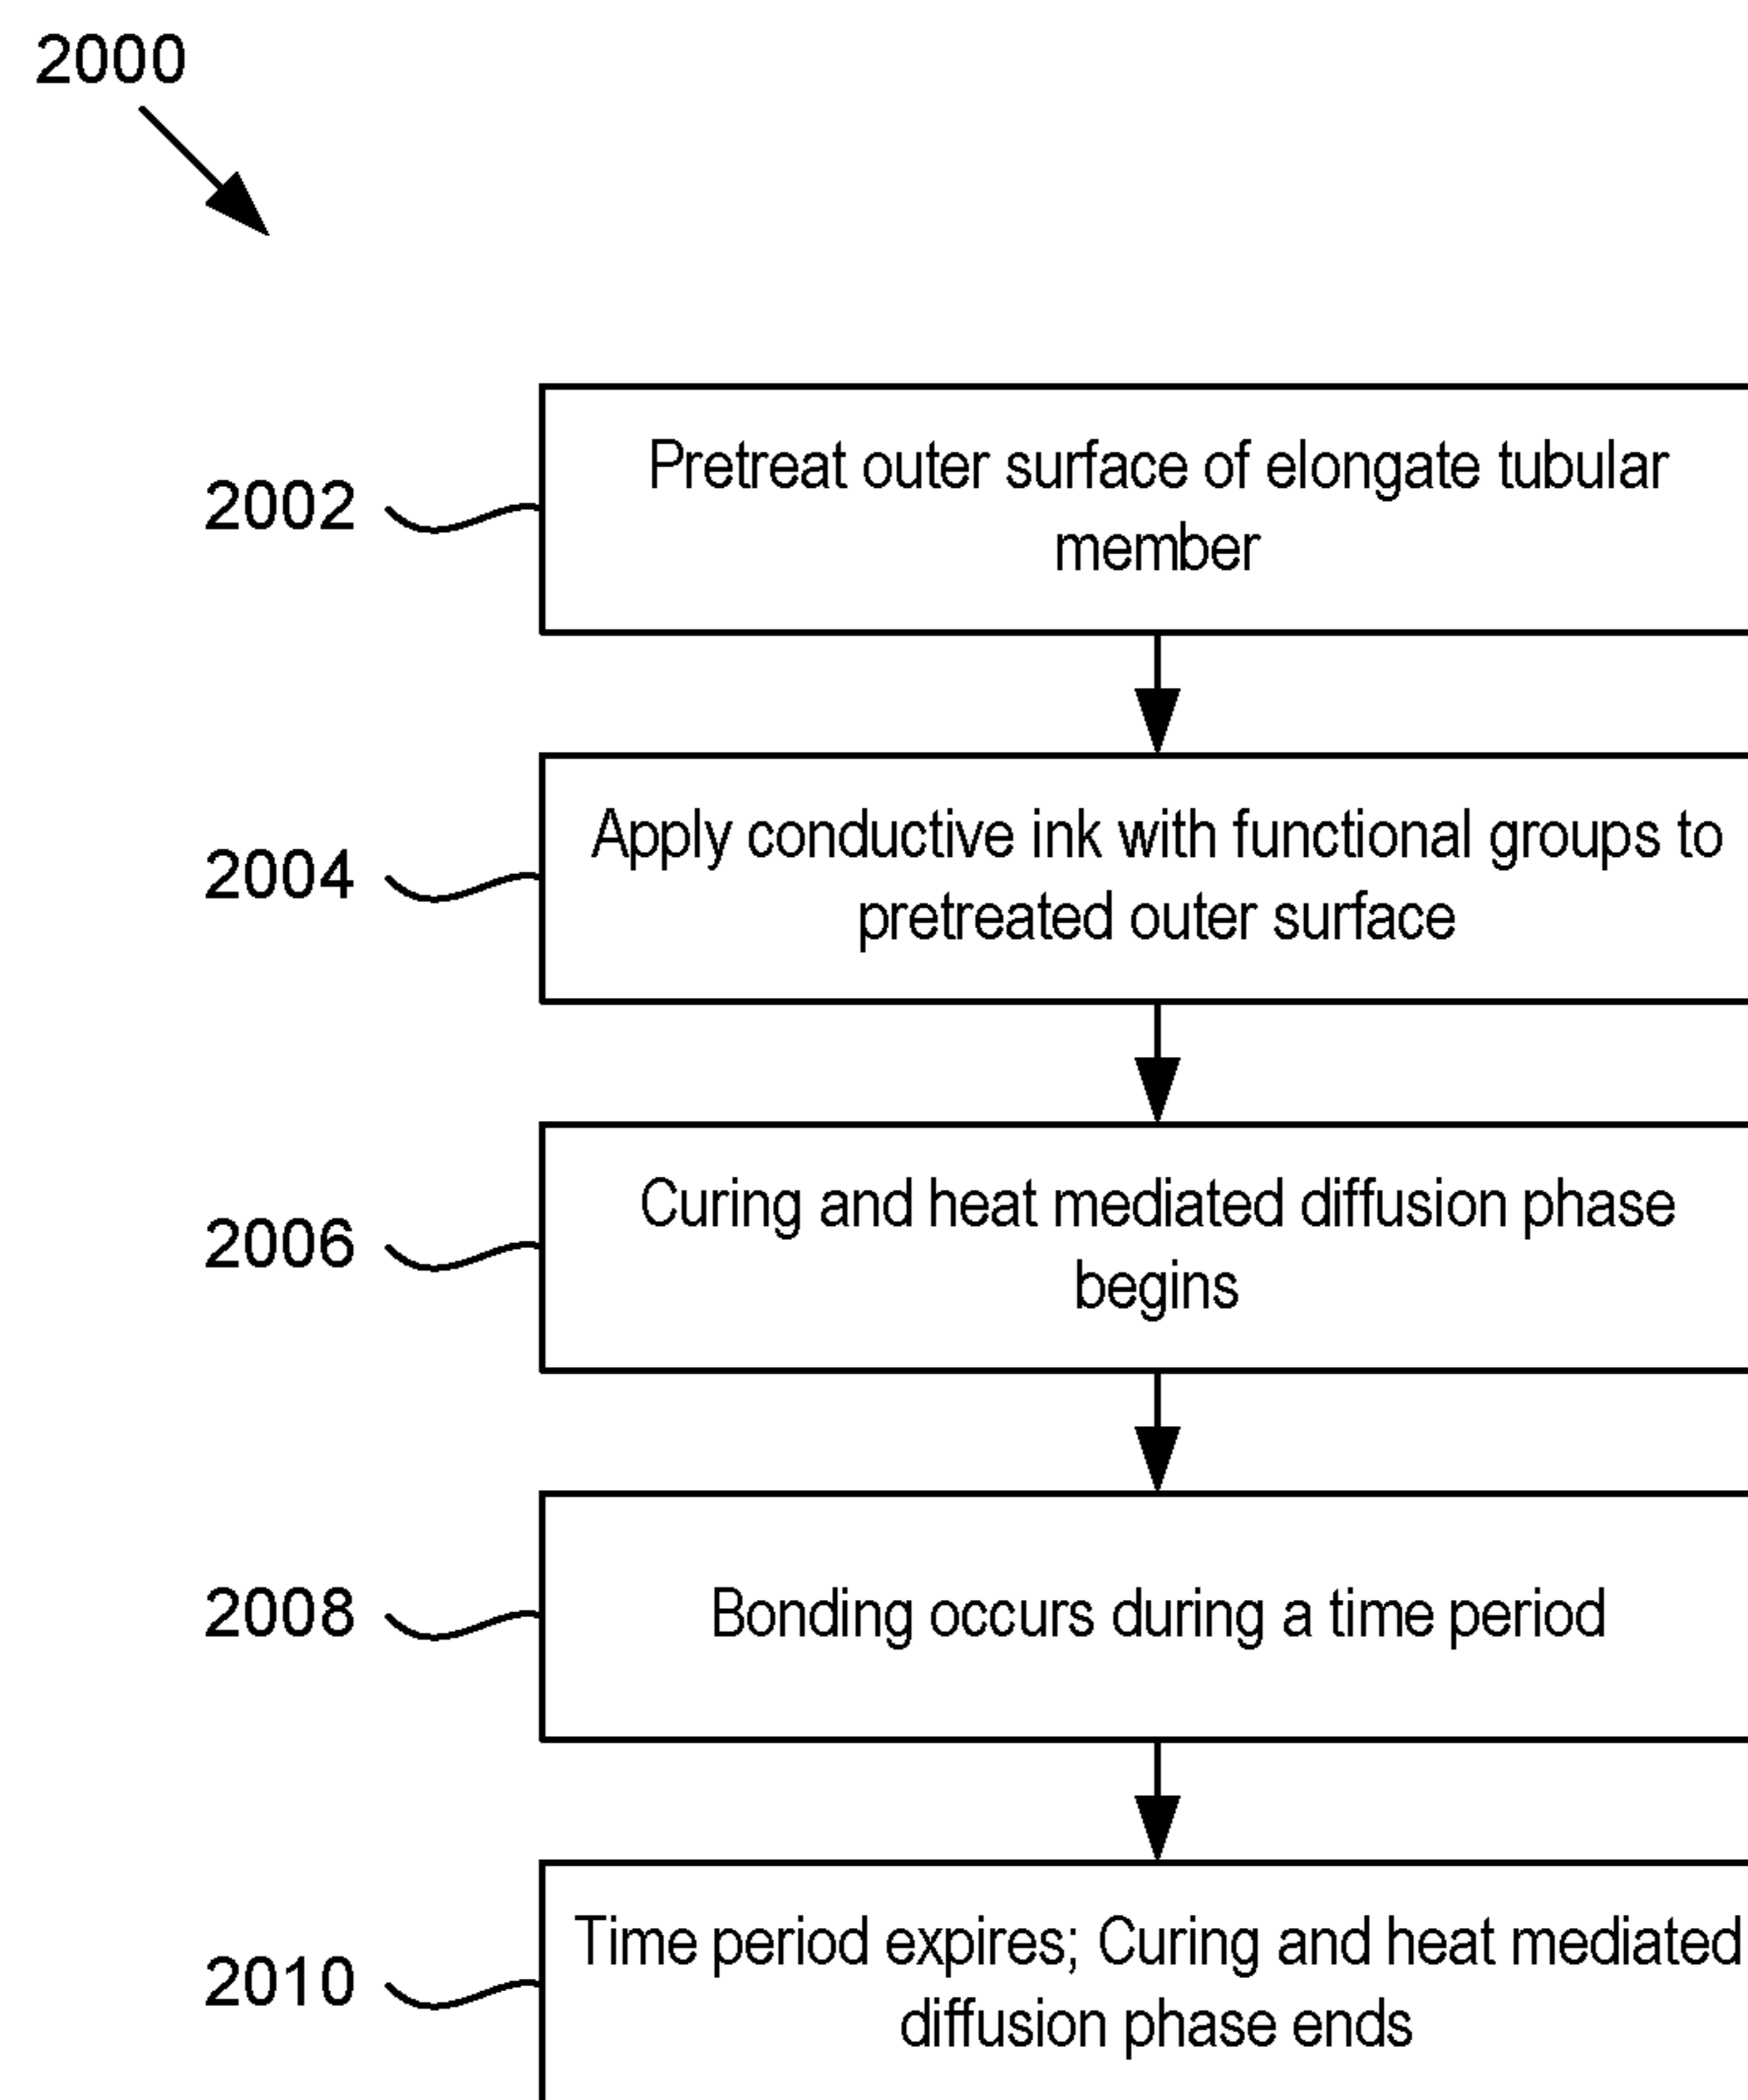 2000
2002
Pretreat outer surface of elongate tubular
member
2004
Apply conductive ink with functional groups to
pretreated outer surface
2006
Curing and heat mediated diffusion phase
begins
2008
Bonding occurs during a time period
2010
Time period expires; Curing and heat mediated
diffusion phase ends